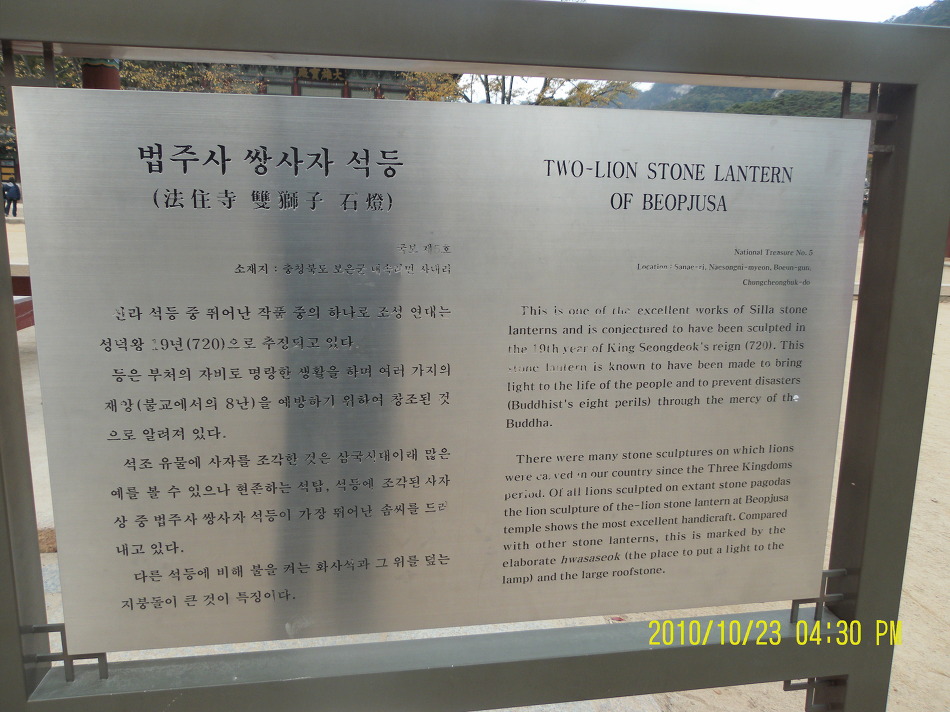 법주사 쌍사자 석등
(法住寺 雙獅子 石燈)
국보 제5호
소재지 : 충청북도 보은군 내속리면 사내리
신라 석등 중 뛰어난 작품 중의 하나로 조성 연대는
성덕왕 19년(720)으로 추정되고 있다
등은 부처의 자비로 명랑한 생활을 하며 여러 가지의
재앙(불교에서의 8난)을 예방하기 위하여 창조된 것
으로 알려져 있다.
석조 유물에 사자를 조각한 것은 삼국시대이래 많은
예를 볼 수 있으나 현존하는 석탑, 석등에 조각된 사자
상 중 법주사 쌍사자 석등이 가장 뛰어난 솜씨를 드러
내고 있다.
다른 석등에 비해 불을 켜는 화사석과 그 위를 덮는
지붕돌이 큰 것이 특징이다.
TWO-LION STONE LANTERN
OF BEOPJUSA
National Treasure No. 5
Location : Sanae-ri, Naesongni-myeon, Boeun-gun,
Chungcheongbuk-do
This is one of the excellent works of Silla stone
lanterns and is conjectured to have been sculpted in
the 19th year of King Seongdeok's reign (720). This
stone lantern is known to have been made to bring
light to the life of the people and to prevent disasters
(Buddhist's eight perils) through the mercy of the
Buddha.
There were many stone sculptures on which lions
were carved in our country since the Three Kingdoms
period. Of all lions sculpted on extant stone pagodas
the lion sculpture of the-lion stone lantern at Beopjusa
temple shows the most excellent handicraft. Compared
with other stone lanterns, this is marked by the
elaborate hwasaseok (the place to put a light to the
lamp) and the large roofstone.
2010/10/23 04:30 PM